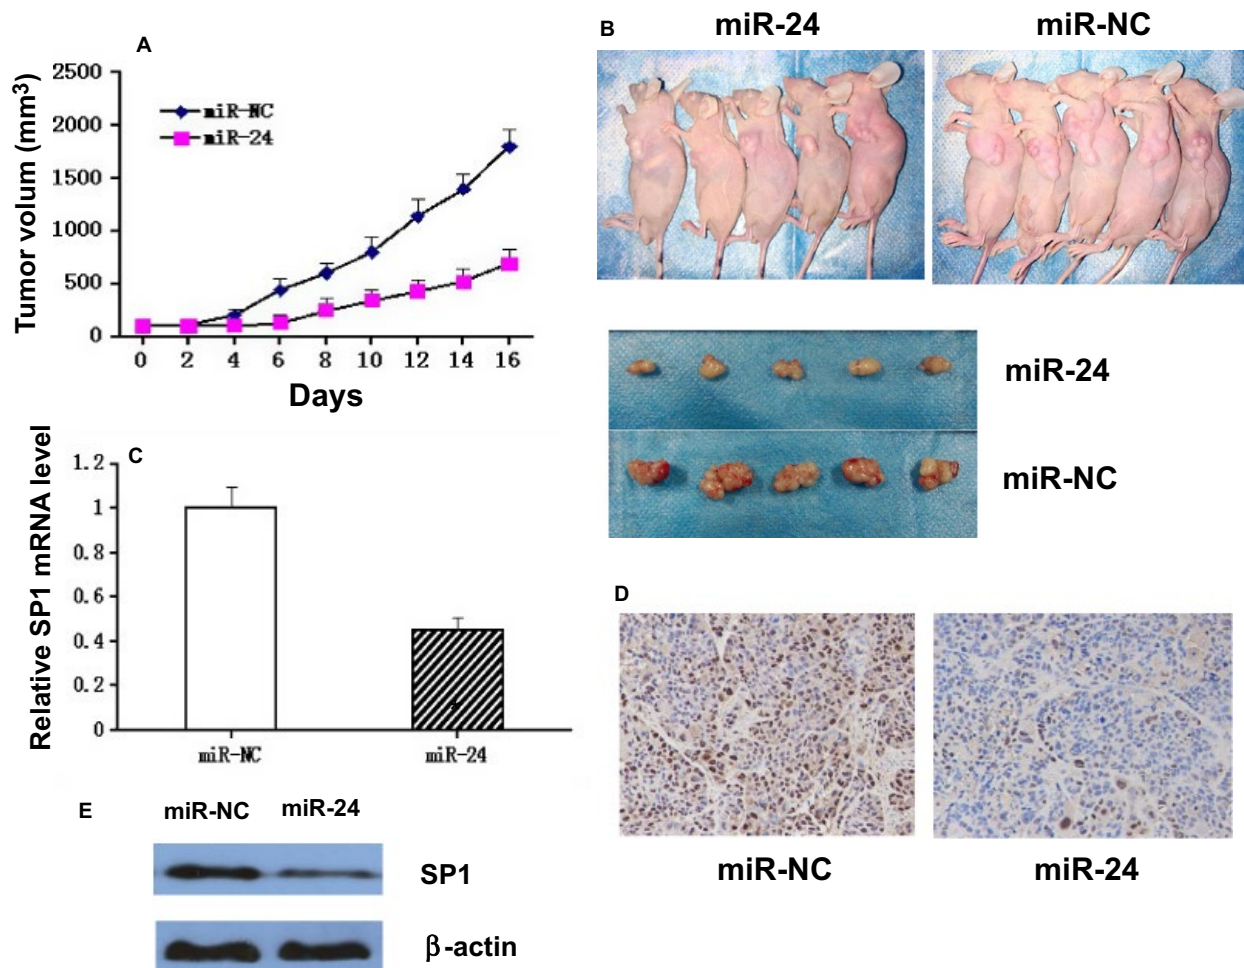 A
Tumor volum (mm³)
2500
2000
1500
1000
500
0
miR-NC
miR-24
0 2 4 6 8 10 12 14 16
Days
B
miR-24 miR-NC
miR-24
miR-NC
C
Relative SP1 mRNA level
1.2
1
0.8
0.6
0.4
0.2
0
miR-NC miR-24
D
miR-NC miR-24
E
miR-NC miR-24
SP1
β-actin